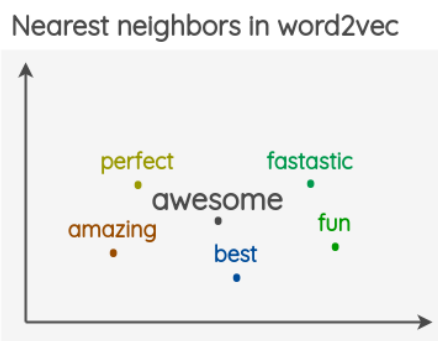 Nearest neighbors in word2vec
perfect
fastastic
awesome
amazing
fun
best